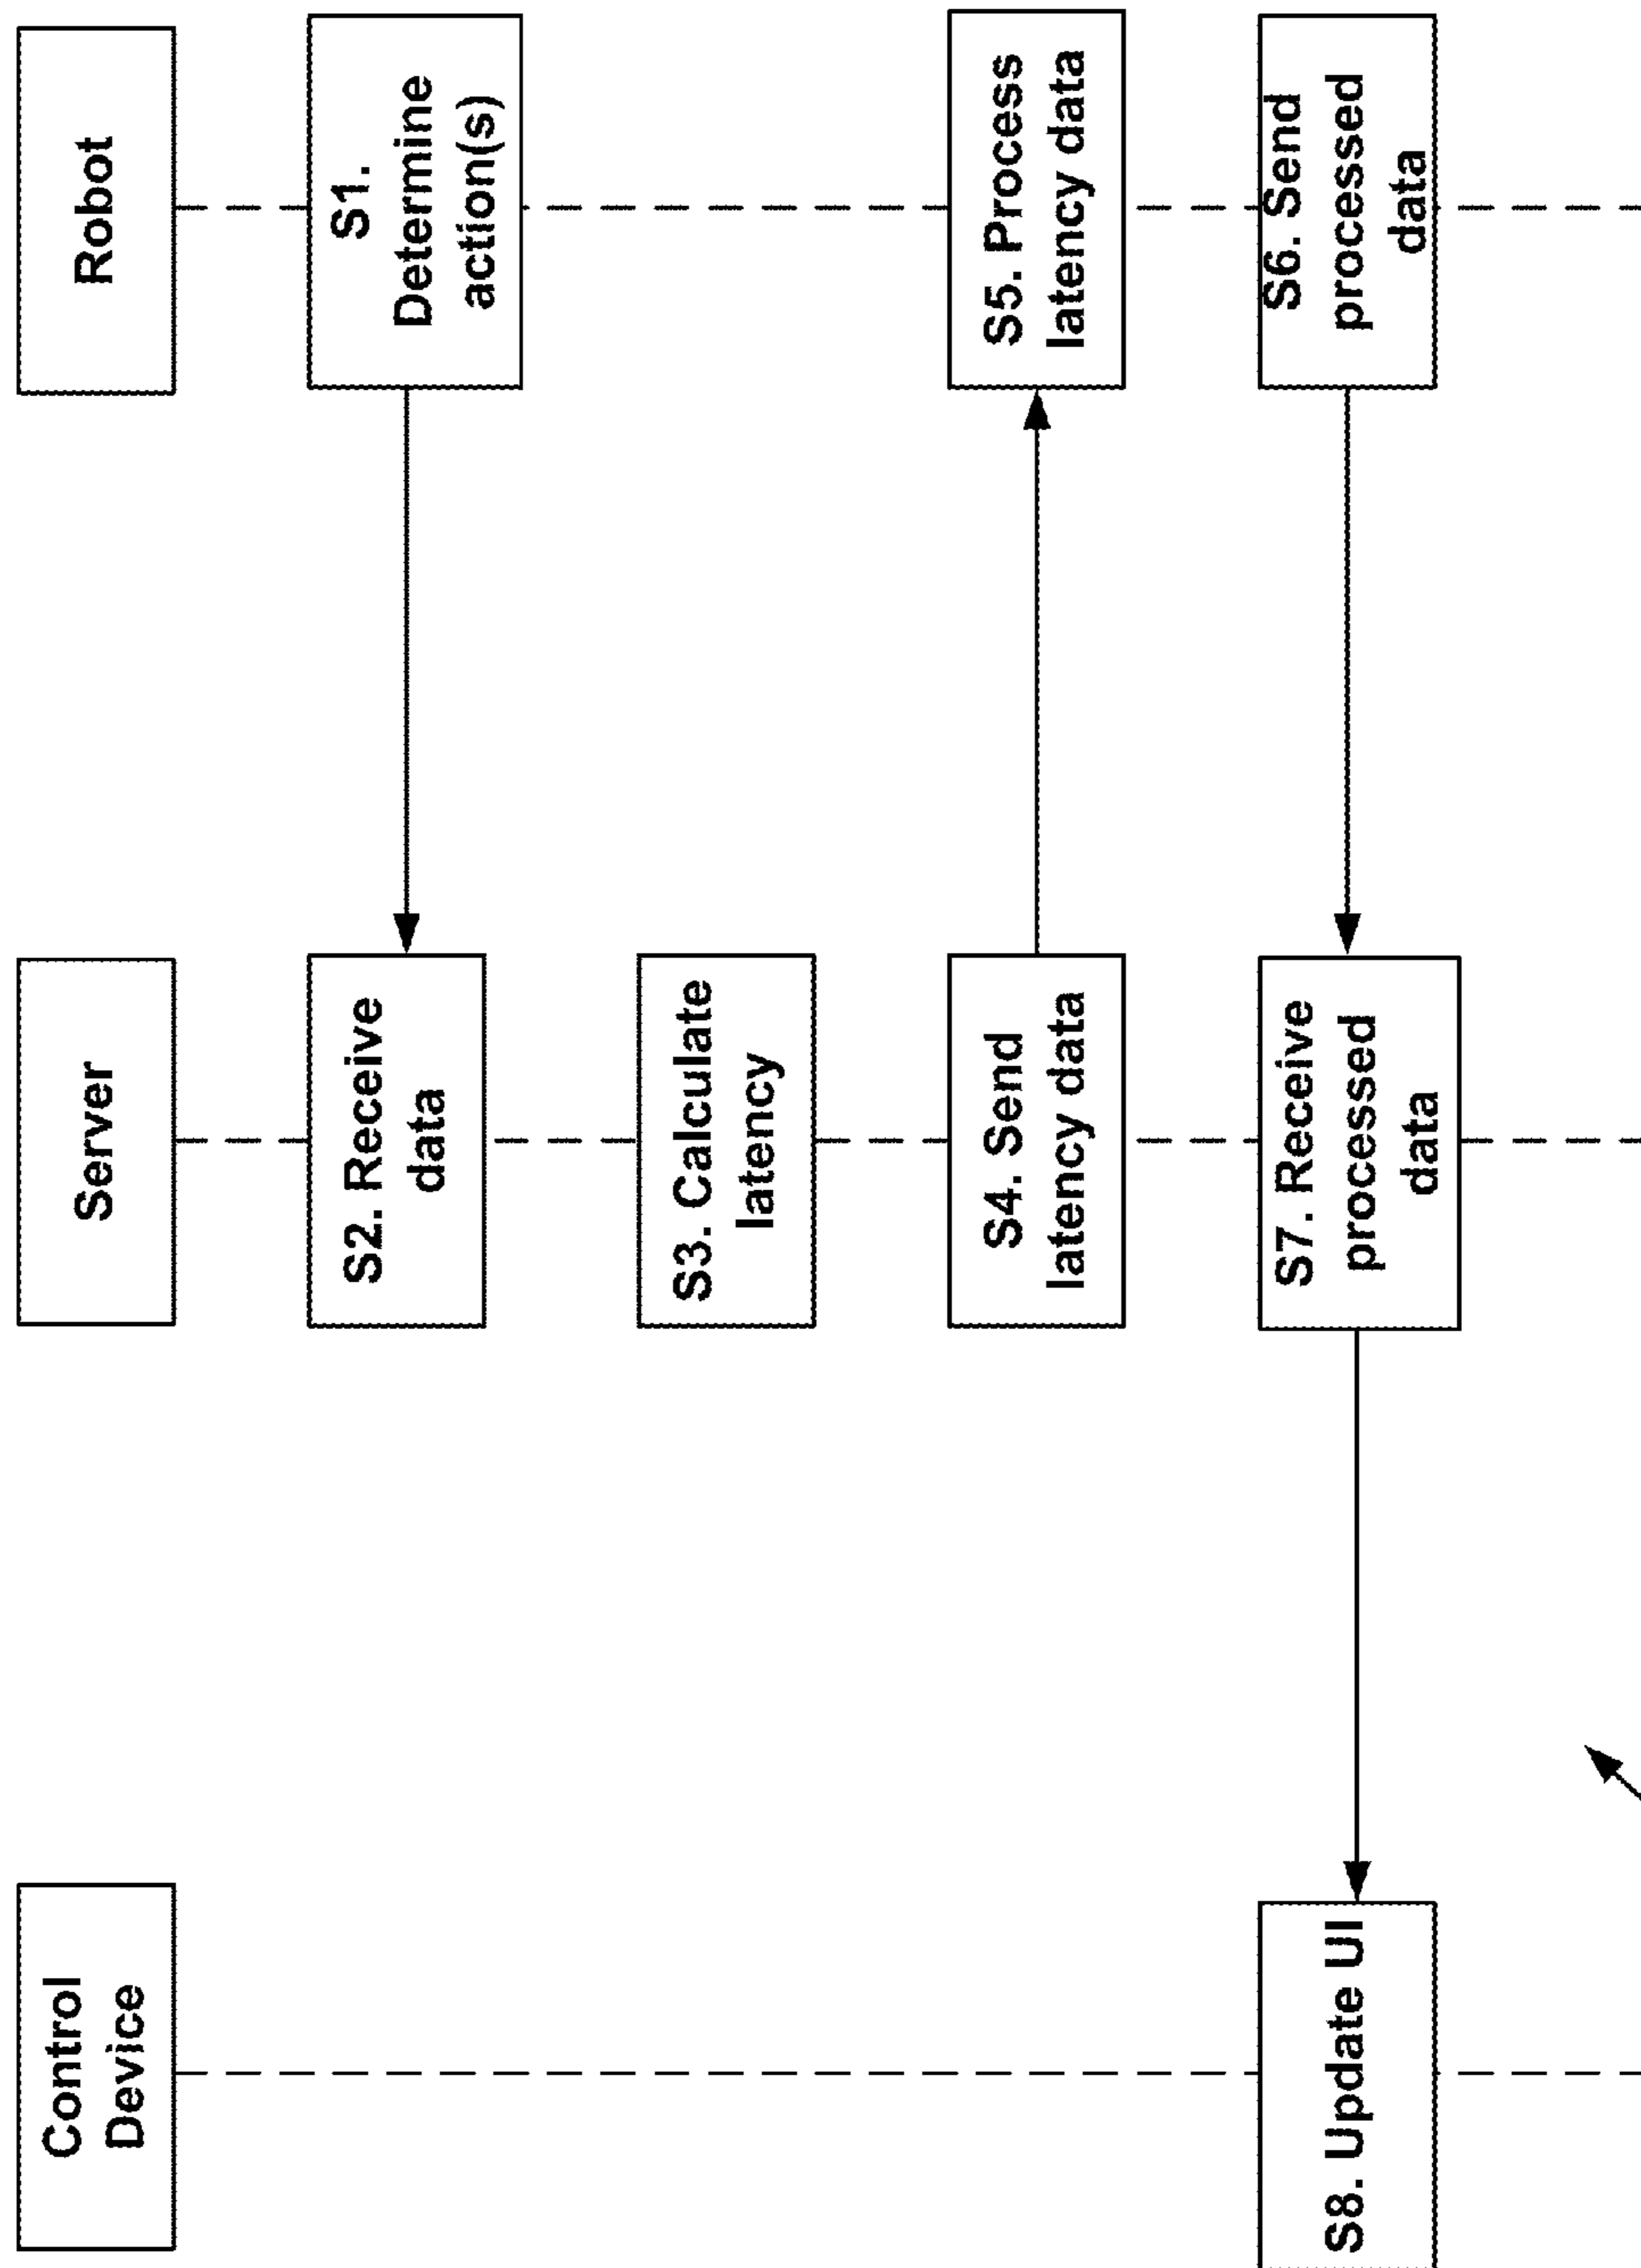 Control
Device
Server
Robot
S1.
Determine
action(s)
S2. Receive
data
S3. Calculate
latency
S4. Send
latency data
S5. Process
latency data
S6. Send
processed
data
S7. Receive
processed
data
S8. Update UI